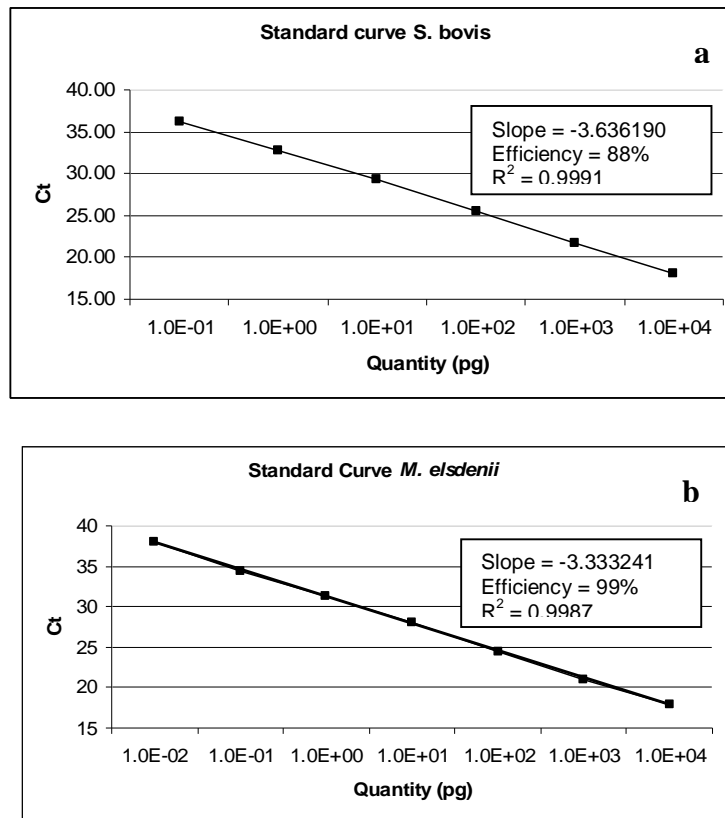 Standard curve S. bovis
a
40.00
35.00
30.00
25.00
20.00
15.00
Ct
Slope = -3.636190
Efficiency = 88%
R² = 0.9991
1.0E-01 1.0E+00 1.0E+01 1.0E+02 1.0E+03 1.0E+04
Quantity (pg)
Standard Curve M. elsdenii
b
40
35
30
25
20
15
Ct
Slope = -3.333241
Efficiency = 99%
R² = 0.9987
1.0E-02 1.0E-01 1.0E+00 1.0E+01 1.0E+02 1.0E+03 1.0E+04
Quantity (pg)